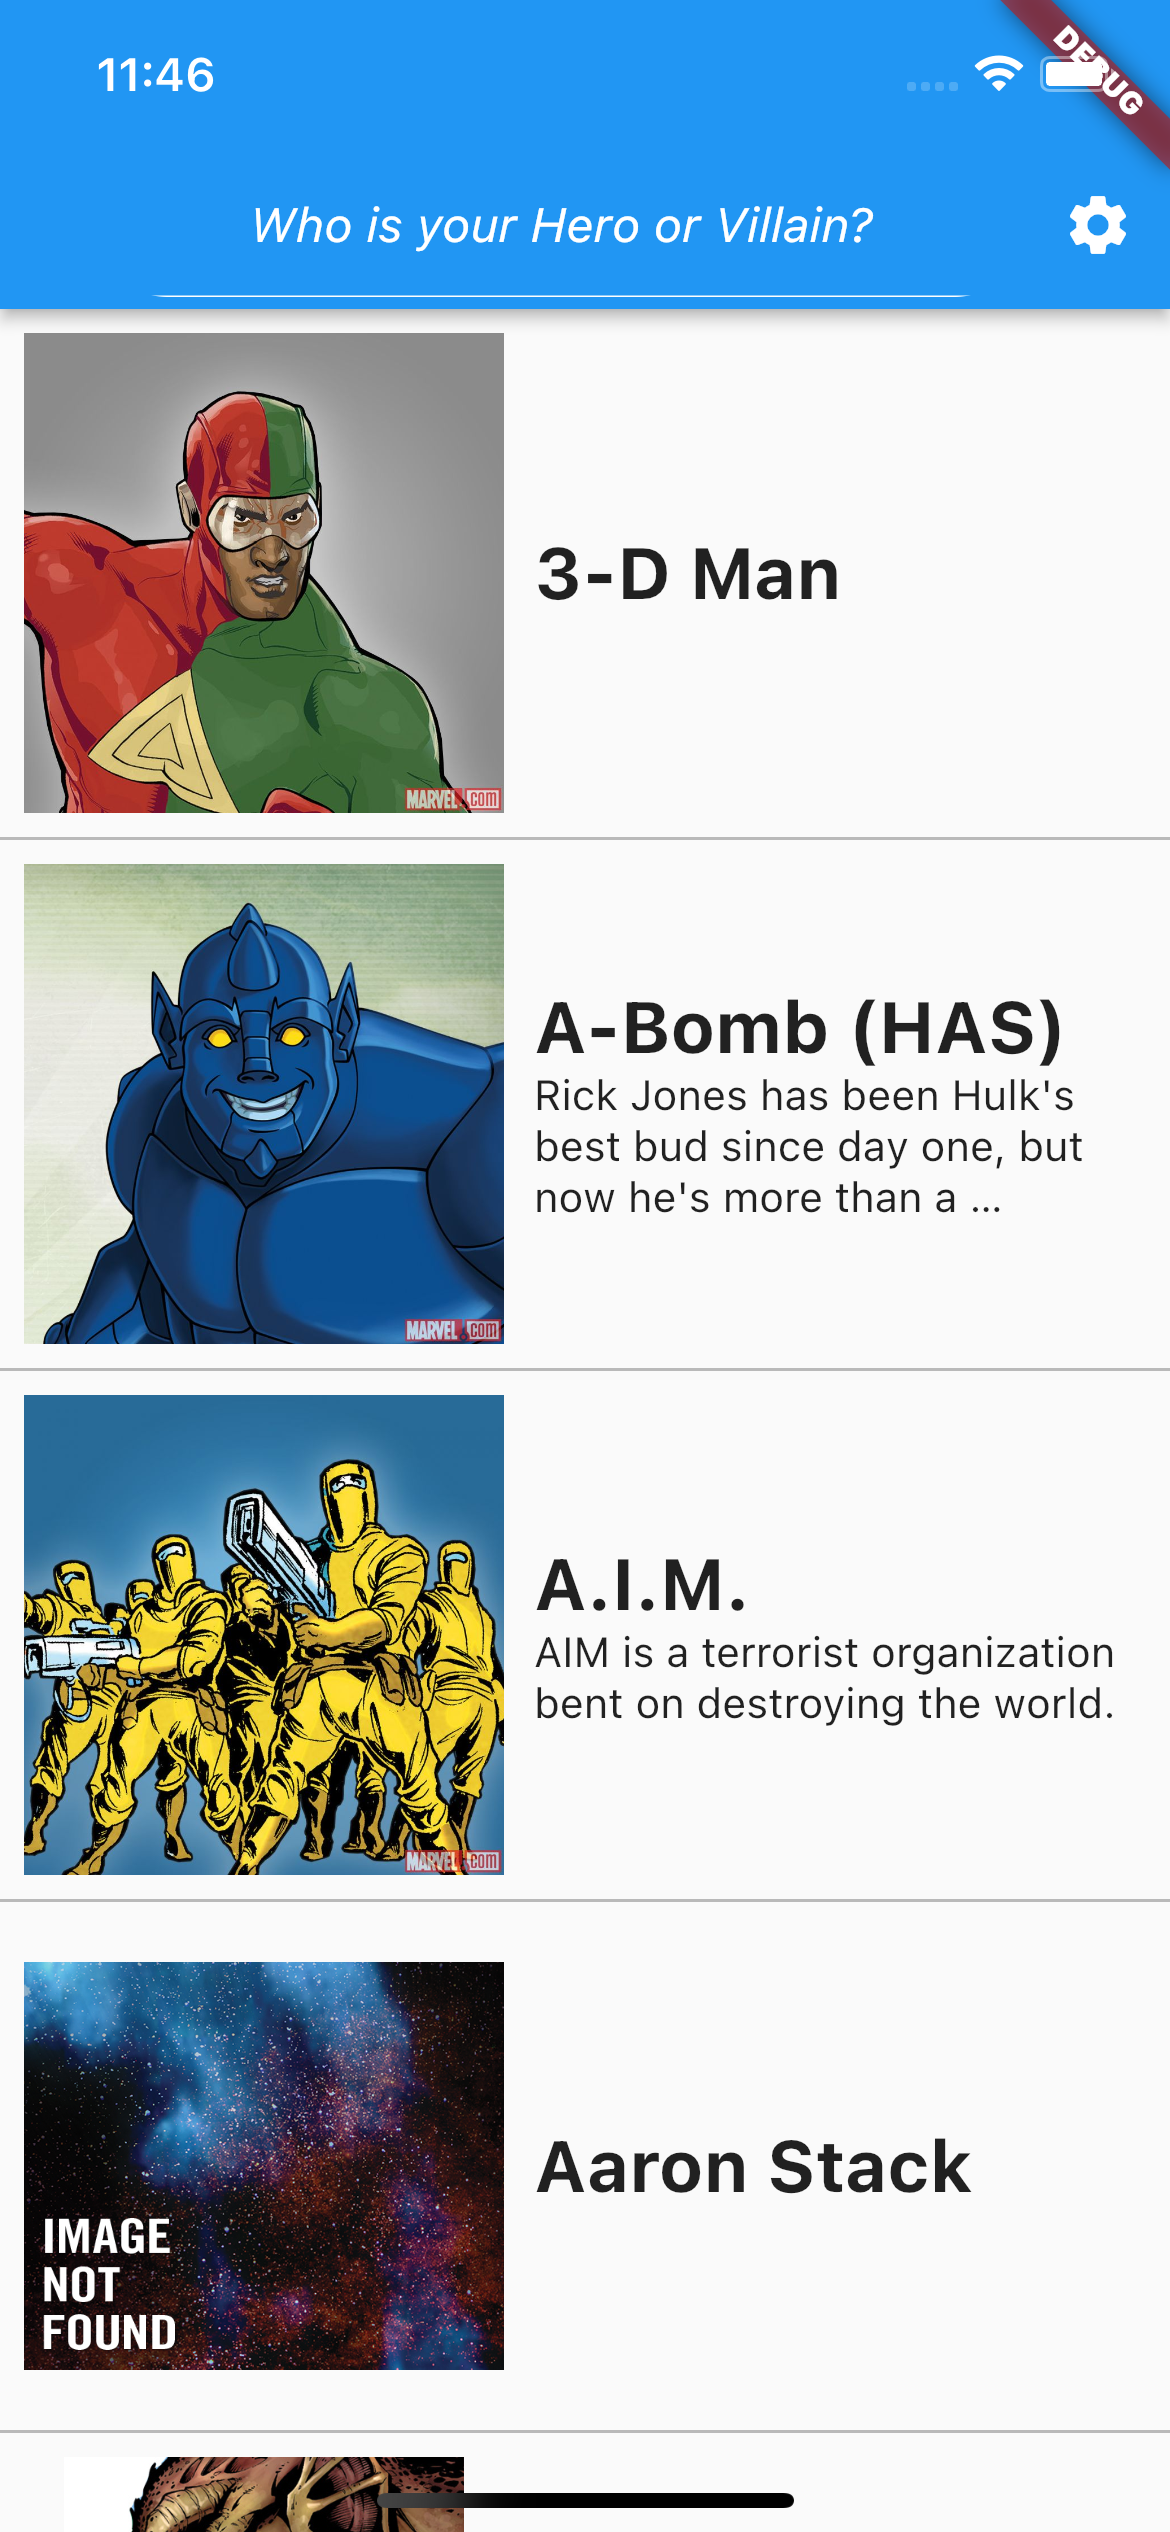 11:46
DEBUG
Who is your Hero or Villain?
MARVEL.com
3-D Man
MARVEL.com
A-Bomb (HAS)
Rick Jones has been Hulk's
best bud since day one, but
now he's more than a ...
MARVEL.com
A.I.M.
AIM is a terrorist organization
bent on destroying the world.
IMAGE
NOT
FOUND
Aaron Stack